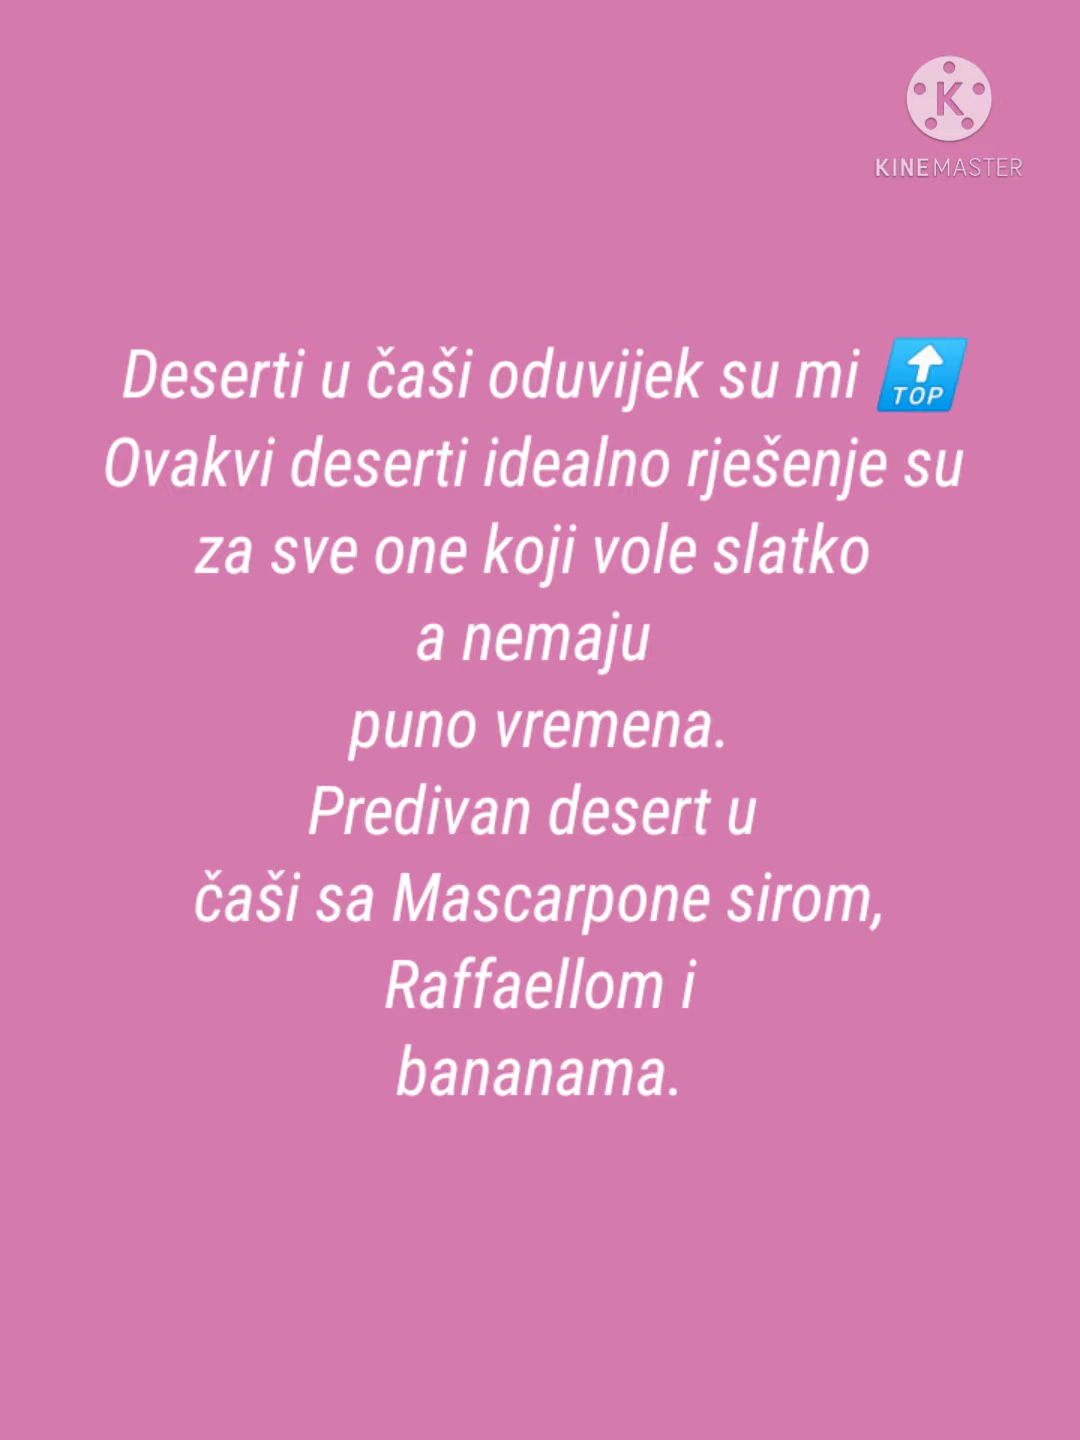 K
KINEMASTER
Deserti u čaši oduvijek su mi 🔝
Ovakvi deserti idealno rješenje su
za sve one koji vole slatko
a nemaju
puno vremena.
Predivan desert u
čaši sa Mascarpone sirom,
Raffaellom i
bananama.